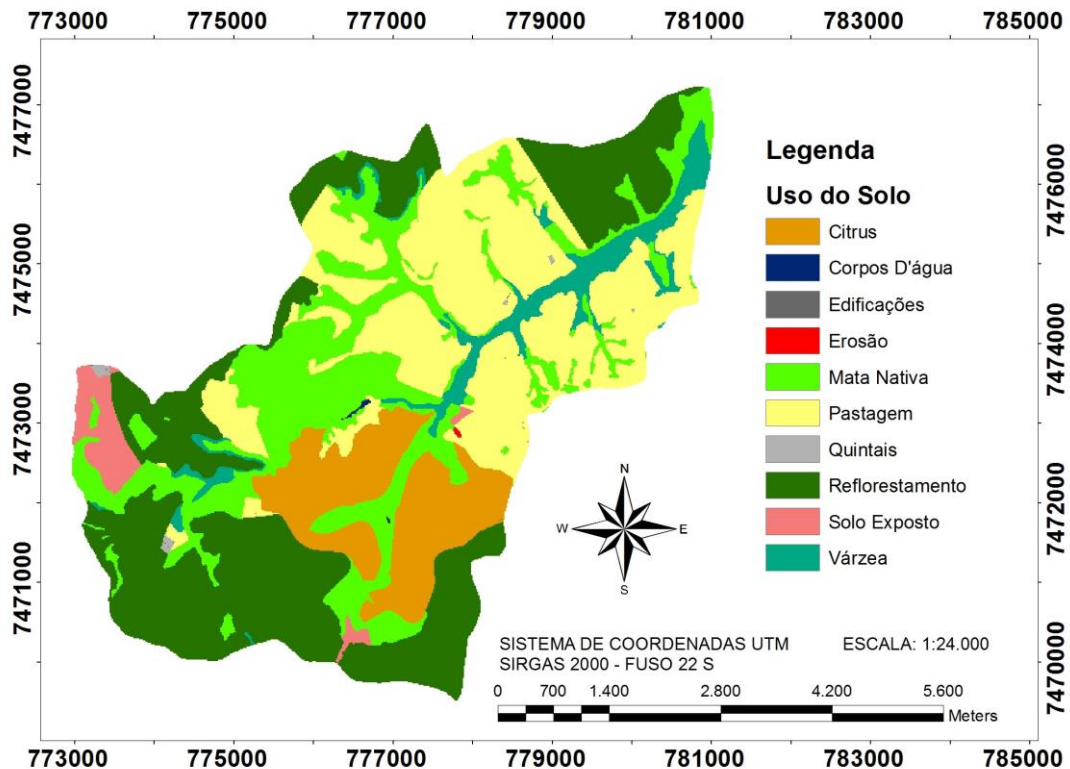 773000 775000 777000 779000 781000 783000 785000
7477000
7476000
7475000
7474000
7473000
7472000
7471000
7470000
Legenda
Uso do Solo
Citrus
Corpos D'água
Edificações
Erosão
Mata Nativa
Pastagem
Quintais
Reflorestamento
Solo Exposto
Várzea
N
W E
S
SISTEMA DE COORDENADAS UTM ESCALA: 1:24.000
SIRGAS 2000 - FUSO 22 S
0 700 1.400 2.800 4.200 5.600
Meters
773000 775000 777000 779000 781000 783000 785000